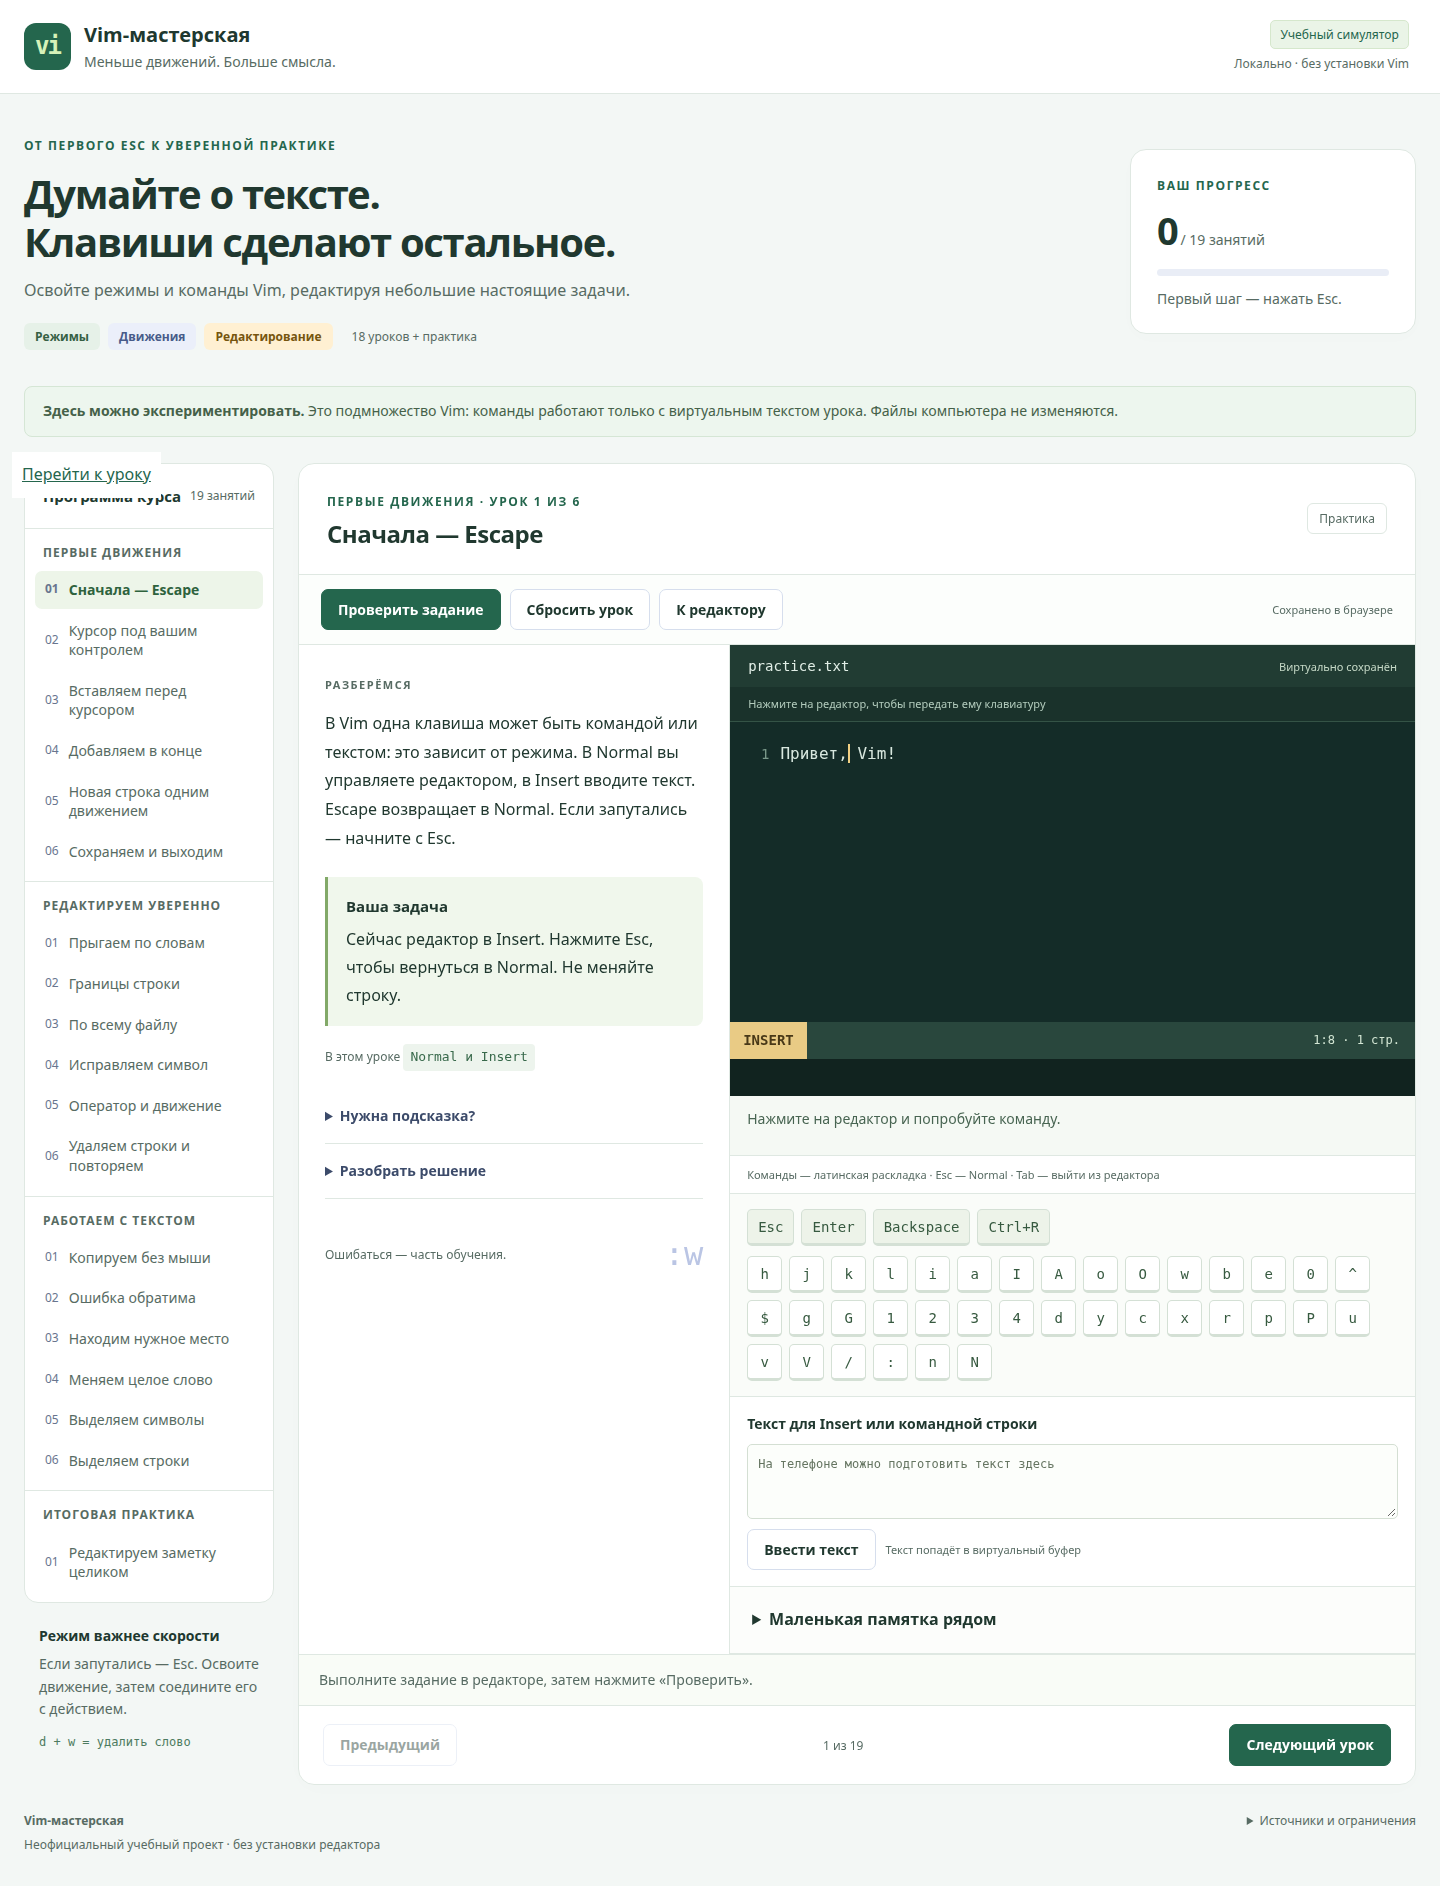 vi
Vim-мастерская
Меньше движений. Больше смысла.
Учебный симулятор
Локально · без установки Vim
ОТ ПЕРВОГО ESC К УВЕРЕННОЙ ПРАКТИКЕ
Думайте о тексте.
Клавиши сделают остальное.
Освойте режимы и команды Vim, редактируя небольшие настоящие задачи.
Режимы
Движения
Редактирование
18 уроков + практика
ВАШ ПРОГРЕСС
0 / 19 занятий
Первый шаг — нажать Esc.
Здесь можно экспериментировать. Это подмножество Vim: команды работают только с виртуальным текстом урока. Файлы компьютера не изменяются.
Перейти к уроку
Программа курса
19 занятий
ПЕРВЫЕ ДВИЖЕНИЯ
01 Сначала — Escape
02 Курсор под вашим
контролем
03 Вставляем перед
курсором
04 Добавляем в конце
05 Новая строка одним
движением
06 Сохраняем и выходим
РЕДАКТИРУЕМ УВЕРЕННО
01 Прыгаем по словам
02 Границы строки
03 По всему файлу
04 Исправляем символ
05 Оператор и движение
06 Удаляем строки и
повторяем
РАБОТАЕМ С ТЕКСТОМ
01 Копируем без мыши
02 Ошибка обратима
03 Находим нужное место
04 Меняем целое слово
05 Выделяем символы
06 Выделяем строки
ИТОГОВАЯ ПРАКТИКА
01 Редактируем заметку
целиком
Режим важнее скорости
Если запутались — Esc. Освоите
движение, затем соедините его
с действием.
d + w = удалить слово
ПЕРВЫЕ ДВИЖЕНИЯ · УРОК 1 ИЗ 6
Сначала — Escape
Практика
Проверить задание
Сбросить урок
К редактору
Сохранено в браузере
РАЗБЕРЁМСЯ
В Vim одна клавиша может быть командой или
текстом: это зависит от режима. В Normal вы
управляете редактором, в Insert вводите текст.
Escape возвращает в Normal. Если запутались
— начните с Esc.
Ваша задача
Сейчас редактор в Insert. Нажмите Esc,
чтобы вернуться в Normal. Не меняйте
строку.
В этом уроке Normal и Insert
Нужна подсказка?
Разобрать решение
Ошибаться — часть обучения.
:w
practice.txt
Виртуально сохранён
Нажмите на редактор, чтобы передать ему клавиатуру
1 Привет, Vim!
INSERT
1:8 · 1 стр.
Нажмите на редактор и попробуйте команду.
Команды — латинская раскладка · Esc — Normal · Tab — выйти из редактора
Esc Enter Backspace Ctrl+R
h j k l i a I A o O w b e 0 ^
$ g G 1 2 3 4 d y c x r p P u
v V / : n N
Текст для Insert или командной строки
На телефоне можно подготовить текст здесь
Ввести текст
Текст попадёт в виртуальный буфер
Маленькая памятка рядом
Выполните задание в редакторе, затем нажмите «Проверить».
Предыдущий
1 из 19
Следующий урок
Vim-мастерская
Неофициальный учебный проект · без установки редактора
Источники и ограничения